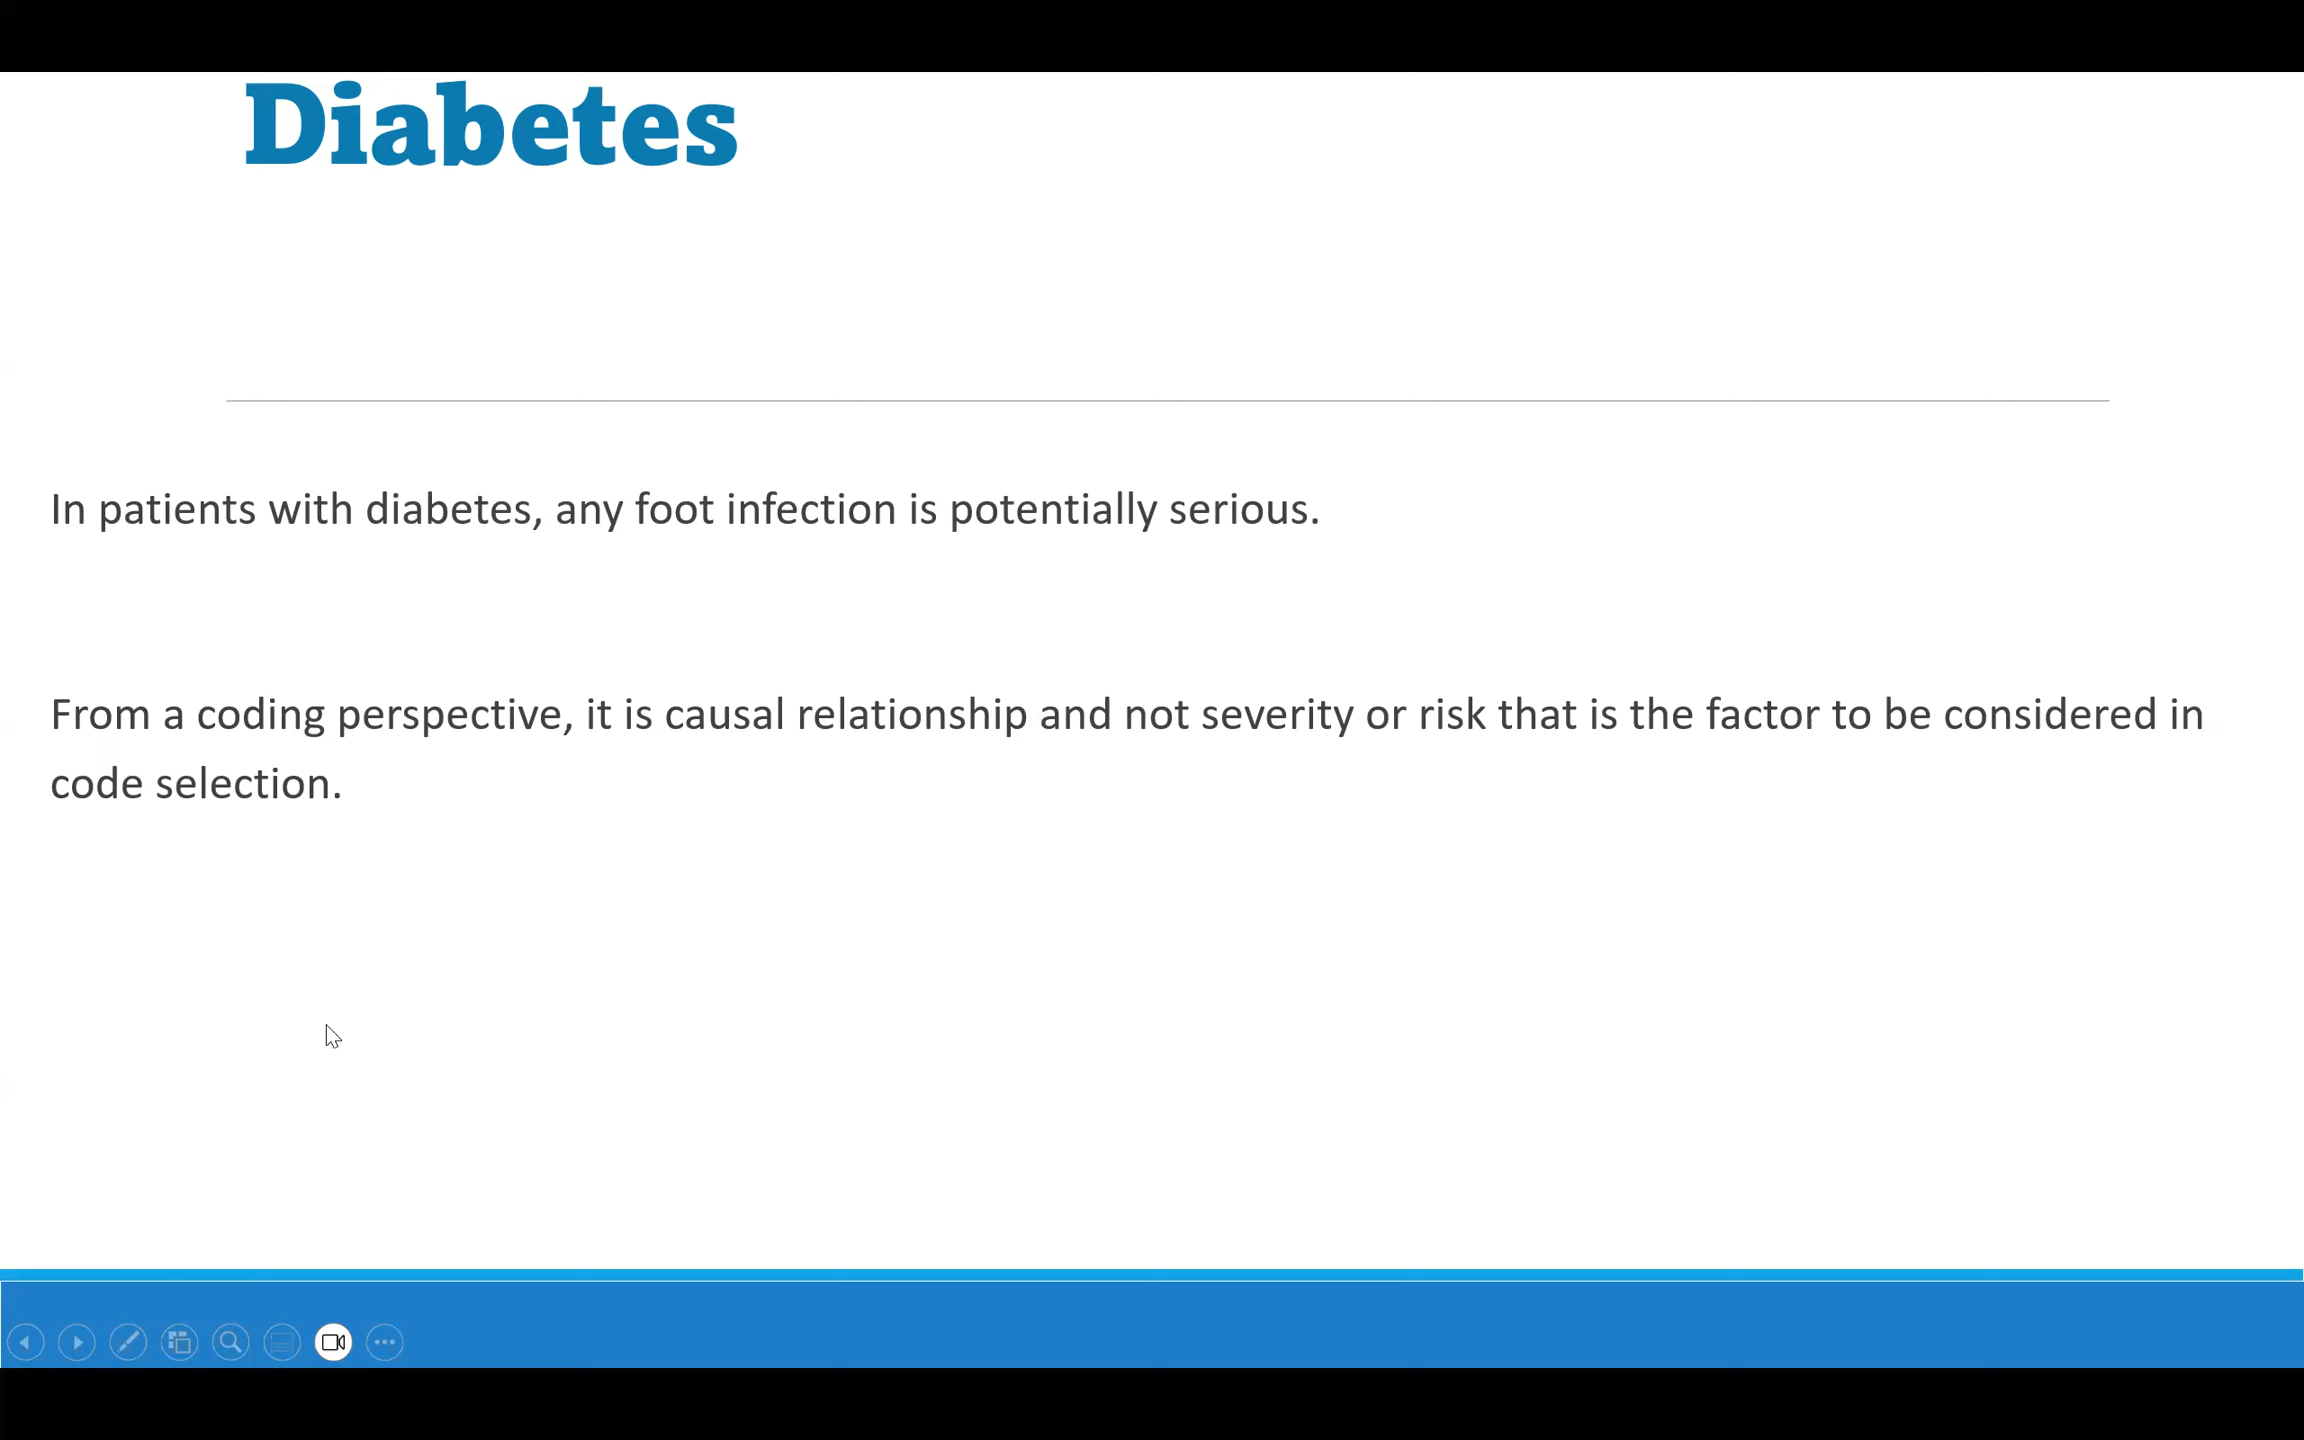 Diabetes
In patients with diabetes, any foot infection is potentially serious.
From a coding perspective, it is causal relationship and not severity or risk that is the factor to be considered in
code selection.